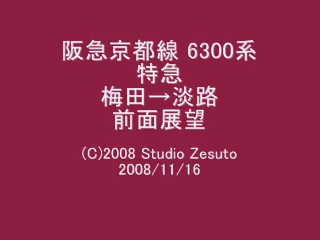 阪急京都線 6300系
特急
梅田→淡路
前面展望
(C)2008 Studio Zesuto
2008/11/16